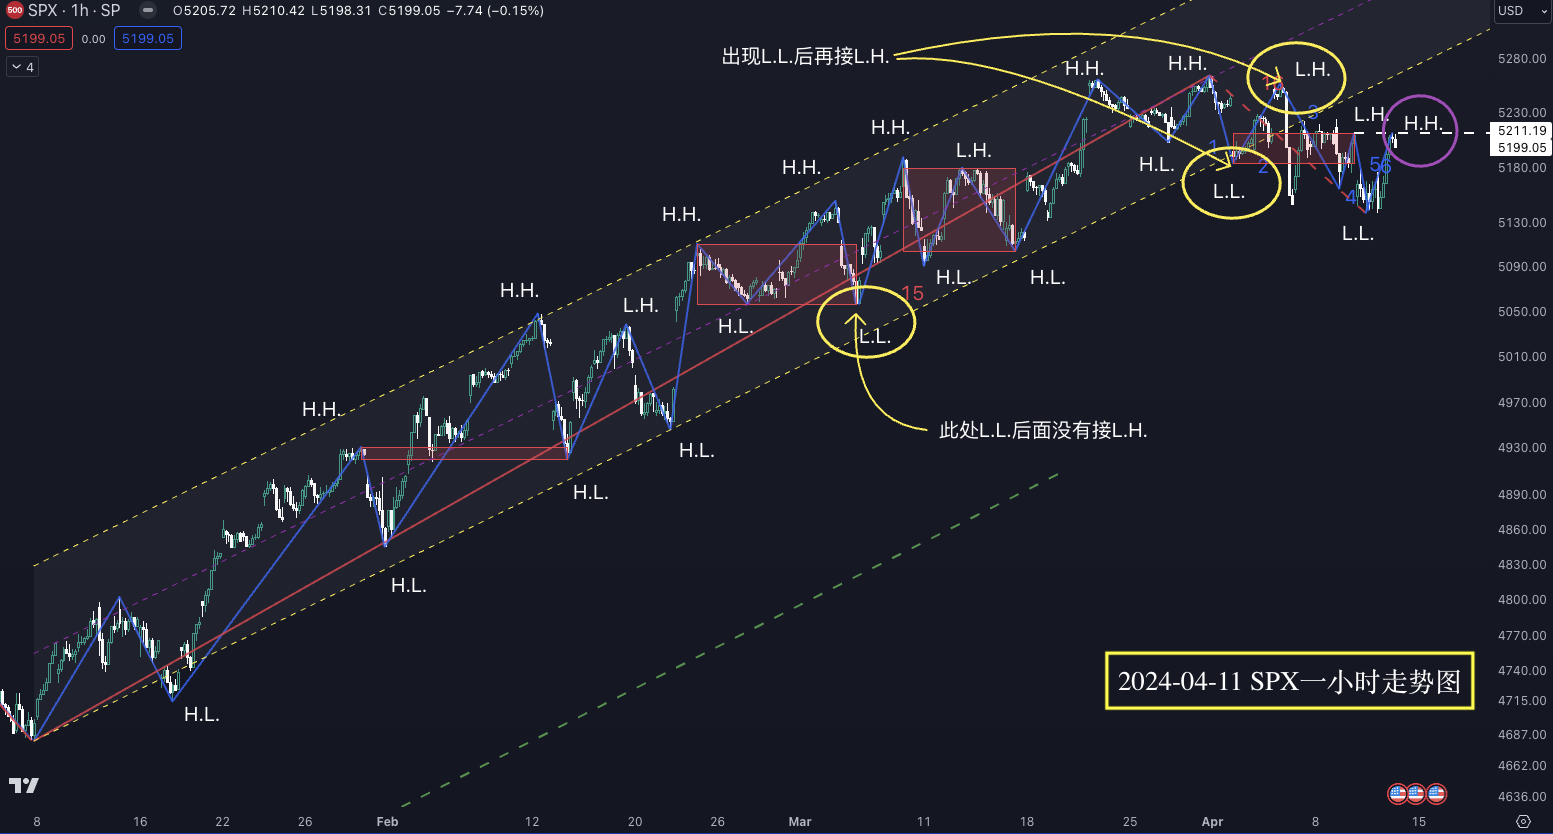 500 SPX · 1h · SP O5205.72 H5210.42 L5198.31 C5199.05 −7.74 (−0.15%)
USD
5199.05 0.00 5199.05
4
出现L.L.后再接L.H.
H.H.
H.H.
L.H.
5280.00
1
5230.00
3
L.H.
H.H.
5211.19
5199.05
H.H.
1
L.H.
H.L.
2
56
5180.00
H.H.
L.L.
4
H.H.
5130.00
L.L.
H.L.
H.L.
5090.00
H.H.
15
L.H.
5050.00
H.L.
L.L.
5010.00
H.H.
4970.00
此处L.L.后面没有接L.H.
H.L.
4930.00
H.L.
4890.00
4860.00
4830.00
H.L.
4800.00
4770.00
2024-04-11 SPX一小时走势图
4740.00
H.L.
4715.00
4687.00
4662.00
4636.00
8 16 22 26 Feb 12 20 26 Mar 11 18 25 Apr 8 15